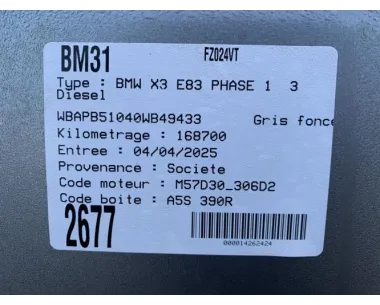 BM31 FZ024VT
Type : BMW X3 E83 PHASE 1 3
Diesel
WBAPB51040WB49433 Gris fonce
Kilometrage : 168700
Entree : 04/04/2025
Provenance : Societe
Code moteur : M57D30_306D2
Code boite : A5S 390R
2677
000014262424